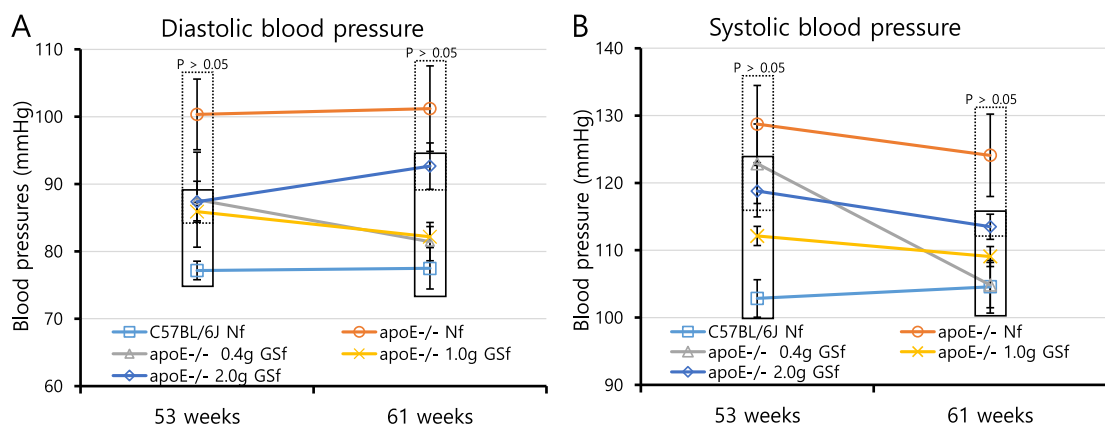 A
Diastolic blood pressure
Blood pressures (mmHg)
110
100
90
80
70
60
P > 0.05
P > 0.05
C57BL/6J Nf
apoE-/- Nf
apoE-/- 0.4g GSf
apoE-/- 1.0g GSf
apoE-/- 2.0g GSf
53 weeks
61 weeks
B
Systolic blood pressure
Blood pressures (mmHg)
140
130
120
110
100
90
P > 0.05
P > 0.05
C57BL/6J Nf
apoE-/- Nf
apoE-/- 0.4g GSf
apoE-/- 1.0g GSf
apoE-/- 2.0g GSf
53 weeks
61 weeks